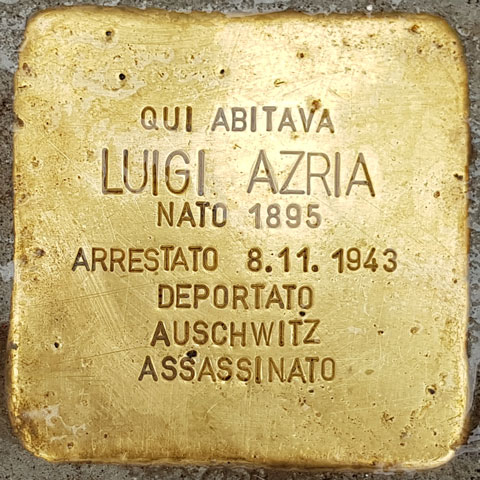 QUI ABITAVA
LUIGI AZRIA
NATO 1895
ARRESTATO 8.11.1943
DEPORTATO
AUSCHWITZ
ASSASSINATO